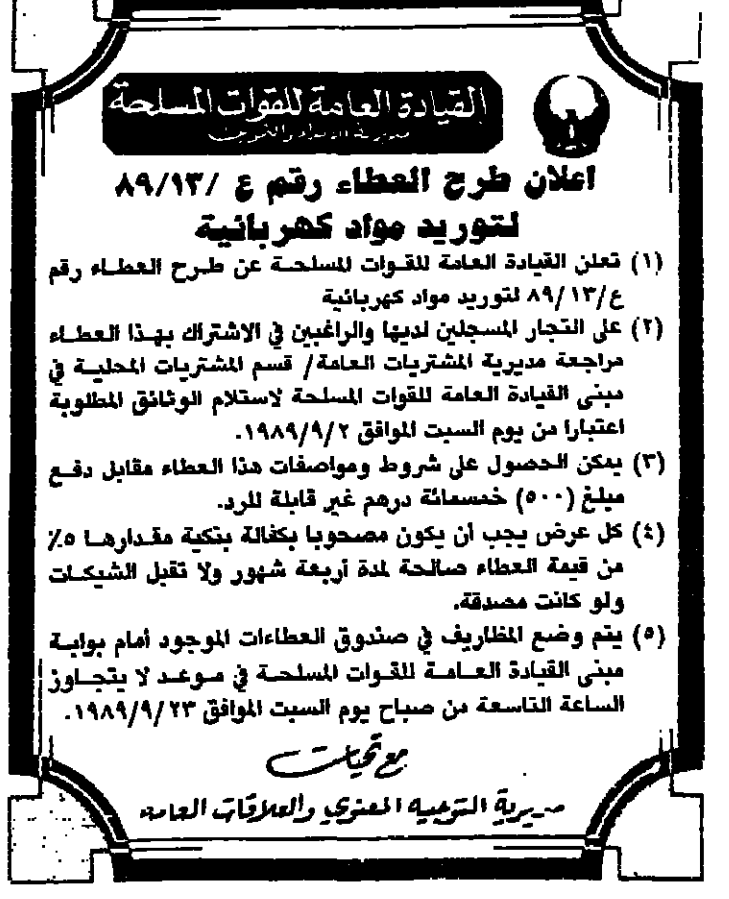 القيادة العامة للقوات المسلحة
مديرية الامداد والتموين
اعلان طرح العطاء رقم ع /٨٩/١٣
لتوريد مواد كهربائية
(١) تعلن القيادة العامة للقوات المسلحة عن طرح العطاء رقم
ع/٨٩/١٣ لتوريد مواد كهربائية
(٢) على التجار المسجلين لديها والراغبين في الاشتراك بهذا العطاء
مراجعة مديرية المشتريات العامة/ قسم المشتريات المحلية في
مبنى القيادة العامة للقوات المسلحة لاستلام الوثائق المطلوبة
اعتبارا من يوم السبت الموافق ١٩٨٩/٩/٢.
(٣) يمكن الحصول على شروط ومواصفات هذا العطاء مقابل دفع
مبلغ (٥٠٠) خمسمائة درهم غير قابلة للرد.
(٤) كل عرض يجب أن يكون مصحوبا بكفالة بنكية مقدارها ٥٪
من قيمة العطاء صالحة لمدة أربعة شهور ولا تقبل الشيكات
ولو كانت مصدقة.
(٥) يتم وضع المظاريف في صندوق العطاءات الموجود أمام بوابة
مبنى القيادة العامة للقوات المسلحة في موعد لا يتجاوز
الساعة التاسعة من صباح يوم السبت الموافق ١٩٨٩/٩/٢٣.
مع تحيات
مديرية التوجيه المعنوي والعلاقات العامه